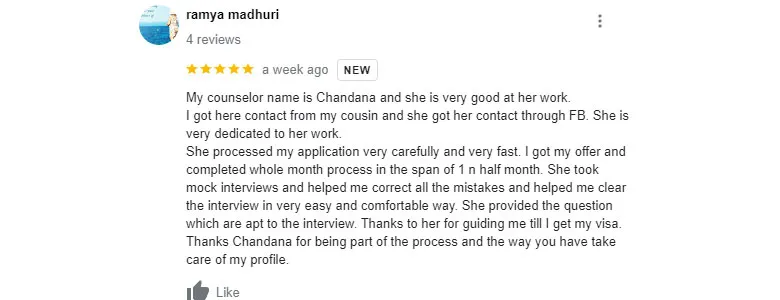 ramya madhuri
4 reviews
a week ago NEW
My counselor name is Chandana and she is very good at her work.
I got here contact from my cousin and she got her contact through FB. She is
very dedicated to her work.
She processed my application very carefully and very fast. I got my offer and
completed whole month process in the span of 1 n half month. She took
mock interviews and helped me correct all the mistakes and helped me clear
the interview in very easy and comfortable way. She provided the question
which are apt to the interview. Thanks to her for guiding me till I get my visa.
Thanks Chandana for being part of the process and the way you have take
care of my profile.
Like